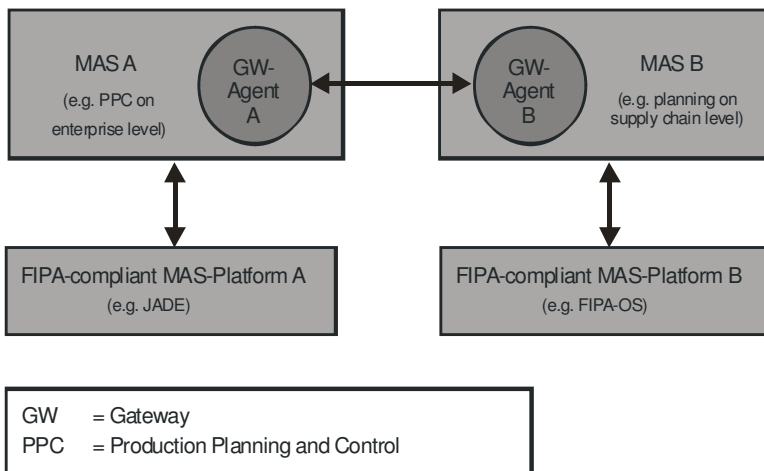 MAS A
(e.g. PPC on
enterprise level)
GW-
Agent
A
GW-
Agent
B
MAS B
(e.g. planning on
supply chain level)
FIPA-compliant MAS-Platform A
(e.g. JADE)
FIPA-compliant MAS-Platform B
(e.g. FIPA-OS)
GW = Gateway
PPC = Production Planning and Control